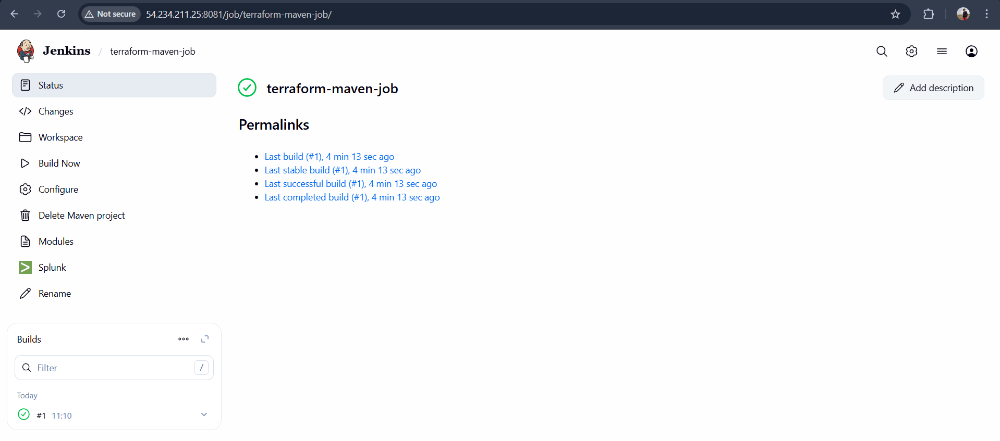 Not secure 54.234.211.25:8081/job/terraform-maven-job/
Jenkins / terraform-maven-job
Status
Changes
Workspace
Build Now
Configure
Delete Maven project
Modules
Splunk
Rename
Builds
Filter /
Today
#1 11:10
terraform-maven-job
Add description
Permalinks
Last build (#1), 4 min 13 sec ago
Last stable build (#1), 4 min 13 sec ago
Last successful build (#1), 4 min 13 sec ago
Last completed build (#1), 4 min 13 sec ago